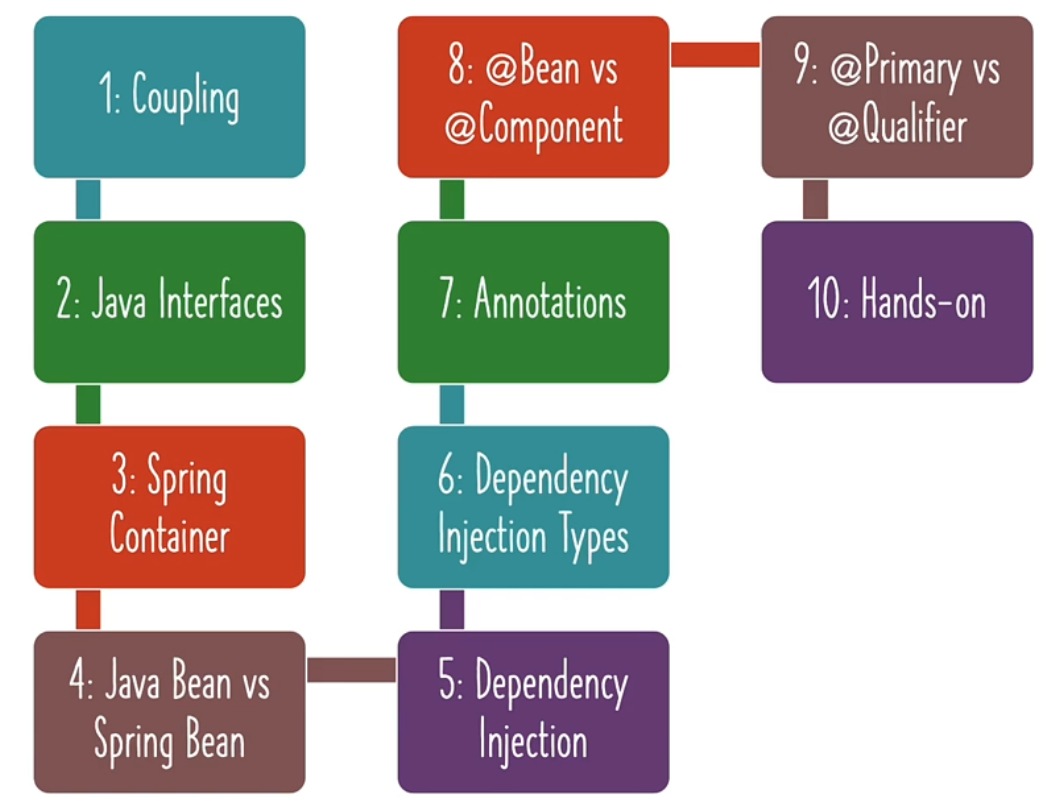 1: Coupling
2: Java Interfaces
3: Spring
Container
4: Java Bean vs
Spring Bean
5: Dependency
Injection
6: Dependency
Injection Types
7: Annotations
8: @Bean vs
@Component
9: @Primary vs
@Qualifier
10: Hands-on